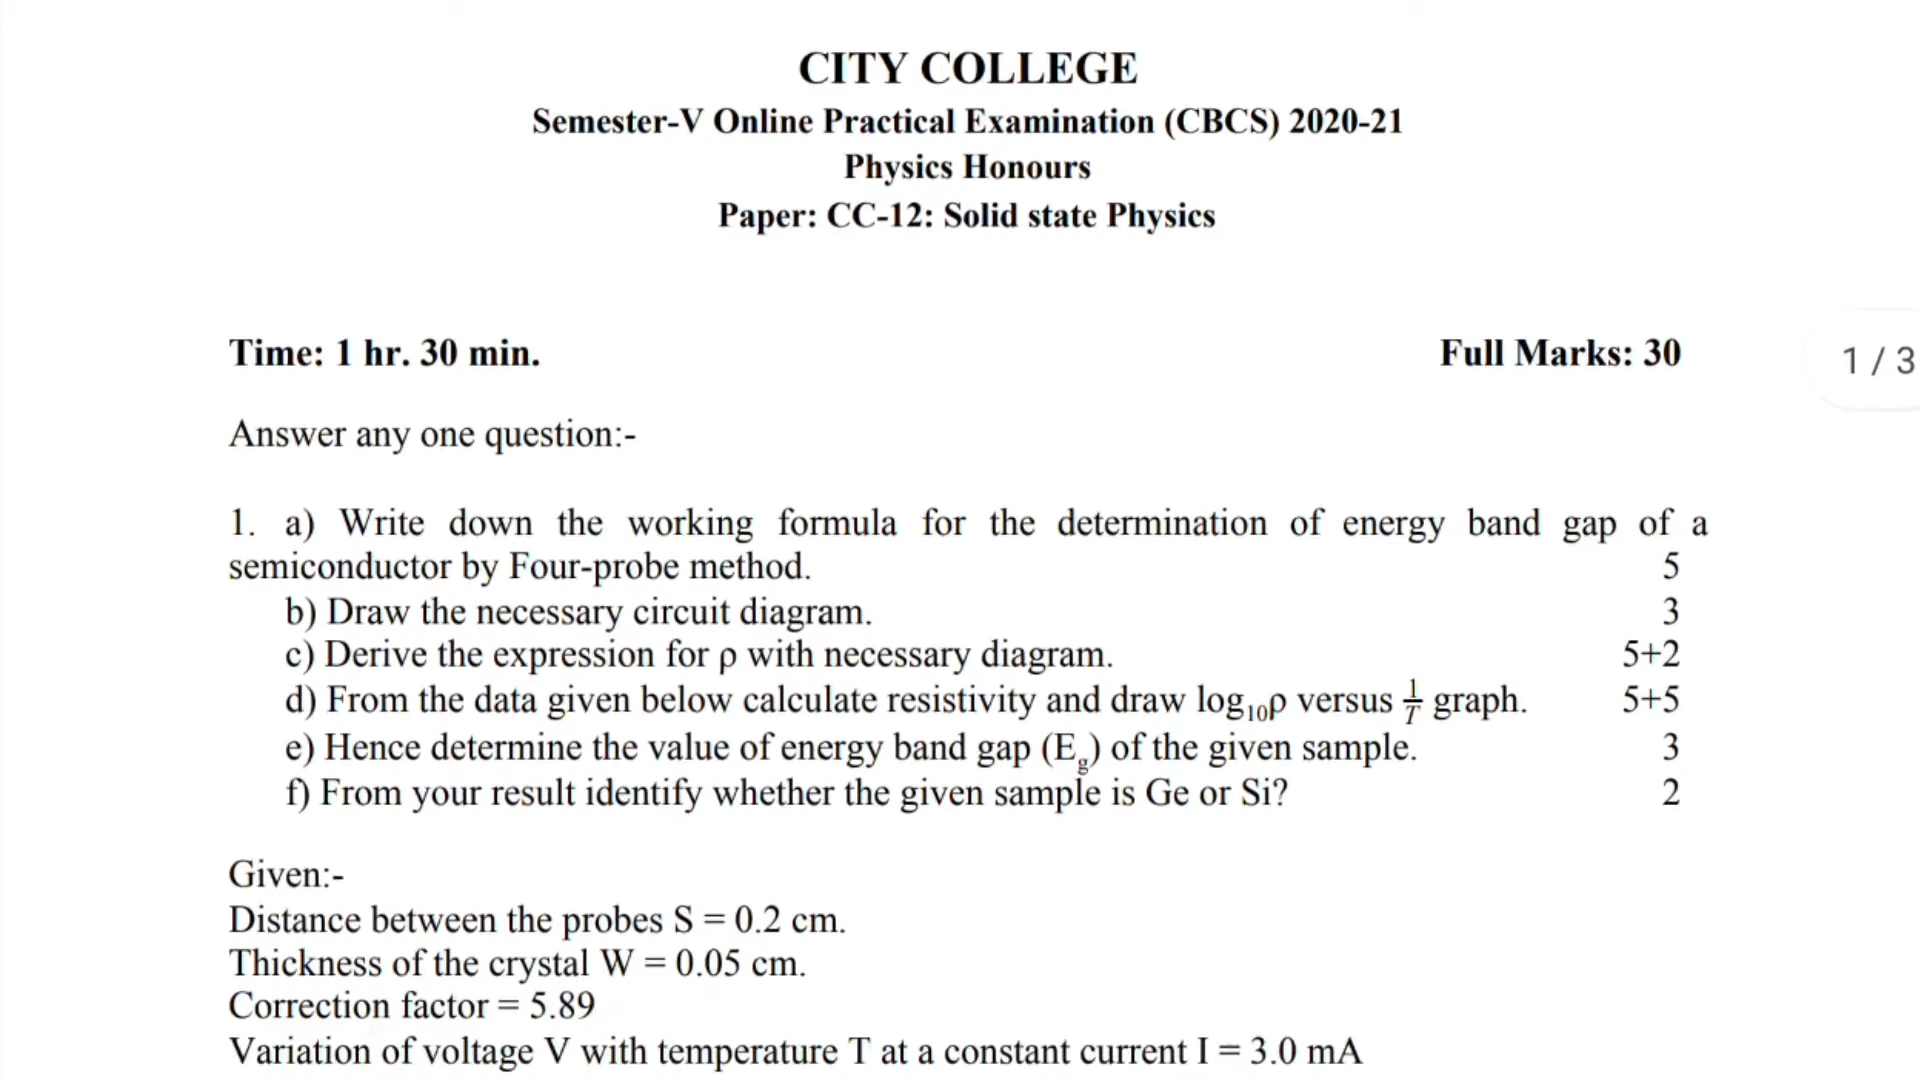 CITY COLLEGE
Semester-V Online Practical Examination (CBCS) 2020-21
Physics Honours
Paper: CC-12: Solid state Physics
Time: 1 hr. 30 min. Full Marks: 30
1 / 3
Answer any one question:-
1. a) Write down the working formula for the determination of energy band gap of a
semiconductor by Four-probe method. 5
b) Draw the necessary circuit diagram. 3
c) Derive the expression for ρ with necessary diagram. 5+2
d) From the data given below calculate resistivity and draw log₁₀ρ versus 1/T graph. 5+5
e) Hence determine the value of energy band gap (E_g) of the given sample. 3
f) From your result identify whether the given sample is Ge or Si? 2
Given:-
Distance between the probes S = 0.2 cm.
Thickness of the crystal W = 0.05 cm.
Correction factor = 5.89
Variation of voltage V with temperature T at a constant current I = 3.0 mA